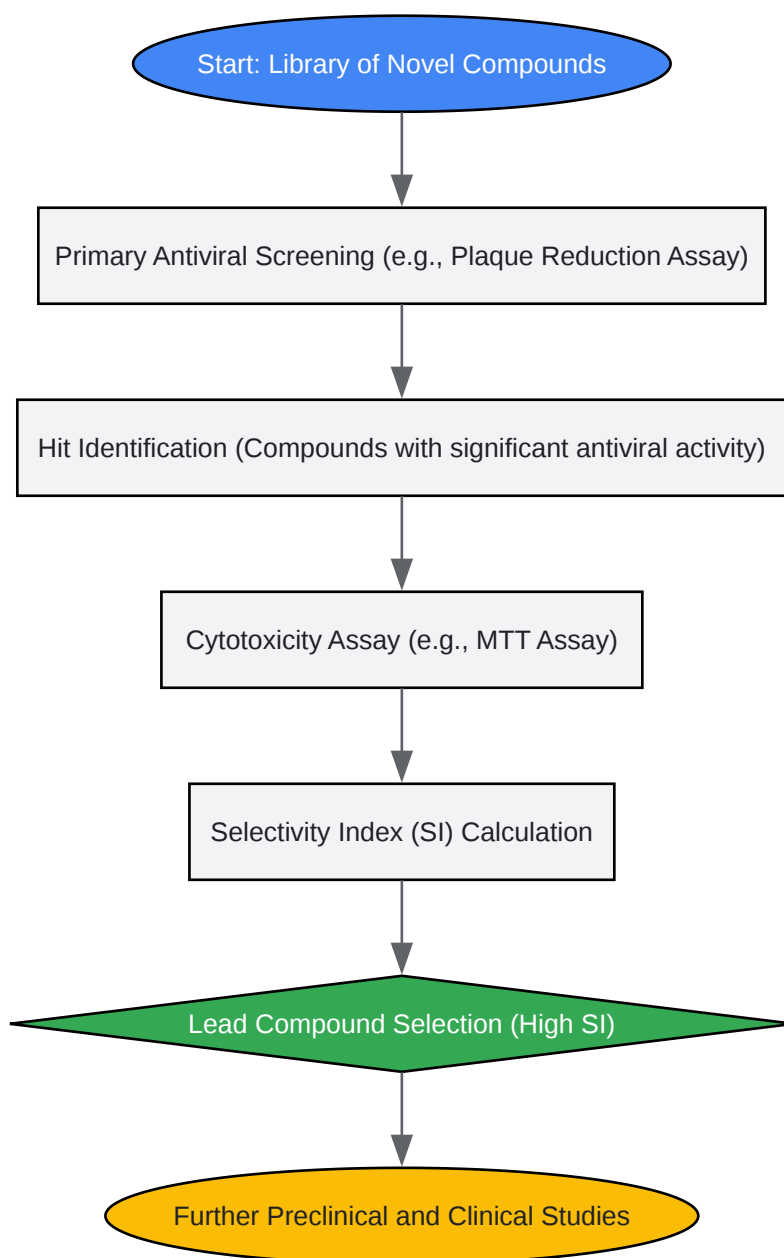 Start: Library of Novel Compounds
Primary Antiviral Screening (e.g., Plaque Reduction Assay)
Hit Identification (Compounds with significant antiviral activity)
Cytotoxicity Assay (e.g., MTT Assay)
Selectivity Index (SI) Calculation
Lead Compound Selection (High SI)
Further Preclinical and Clinical Studies